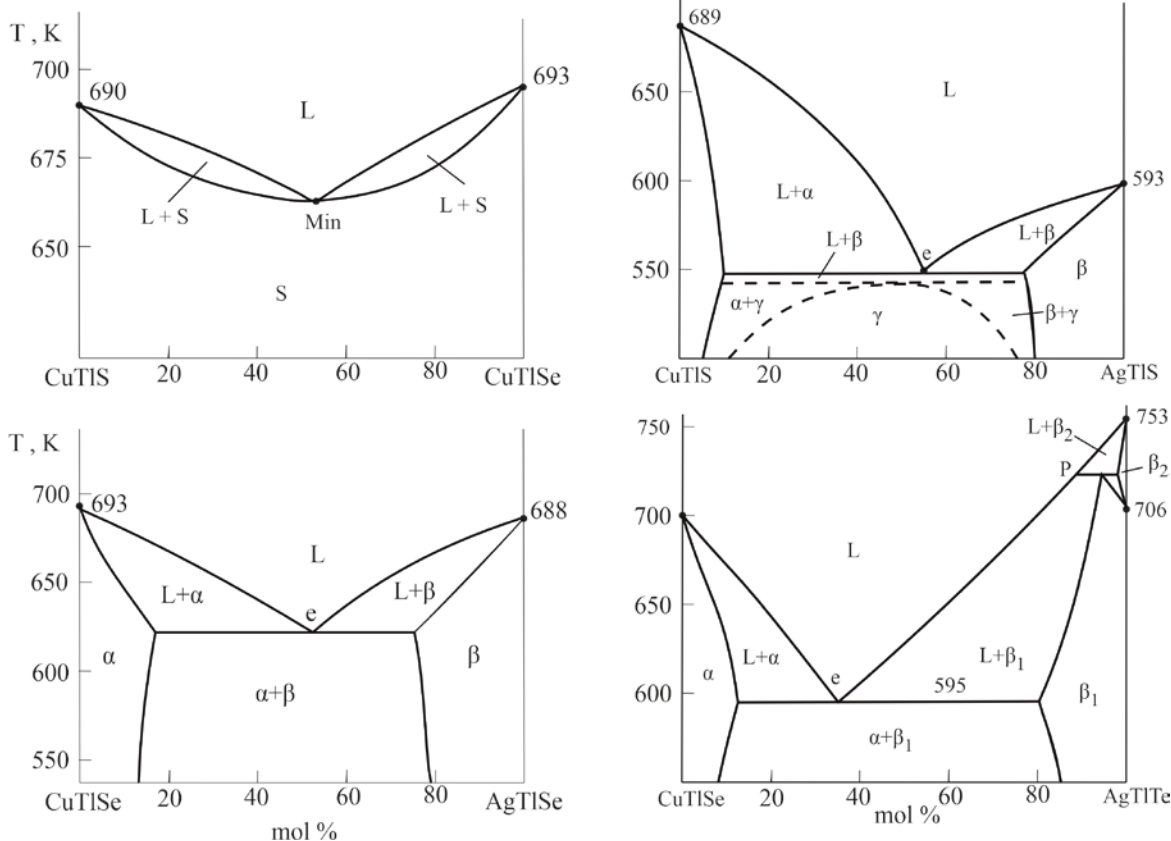 T , K
700
690
693
L
675
L + S
L + S
Min
650
S
CuTlS
20
40
60
80
CuTlSe
689
650
L
600
593
L+α
L+β
L+β
e
550
β
α+γ
γ
β+γ
CuTlS
20
40
60
80
AgTlS
T , K
700
693
688
L
650
L+α
L+β
e
α
β
600
α+β
550
CuTlSe
20
40
60
80
AgTlSe
mol %
750
753
L+β₂
P
β₂
700
706
L
650
L+α
L+β₁
α
e
595
600
β₁
α+β₁
CuTlSe
20
40
60
80
AgTlTe
mol %